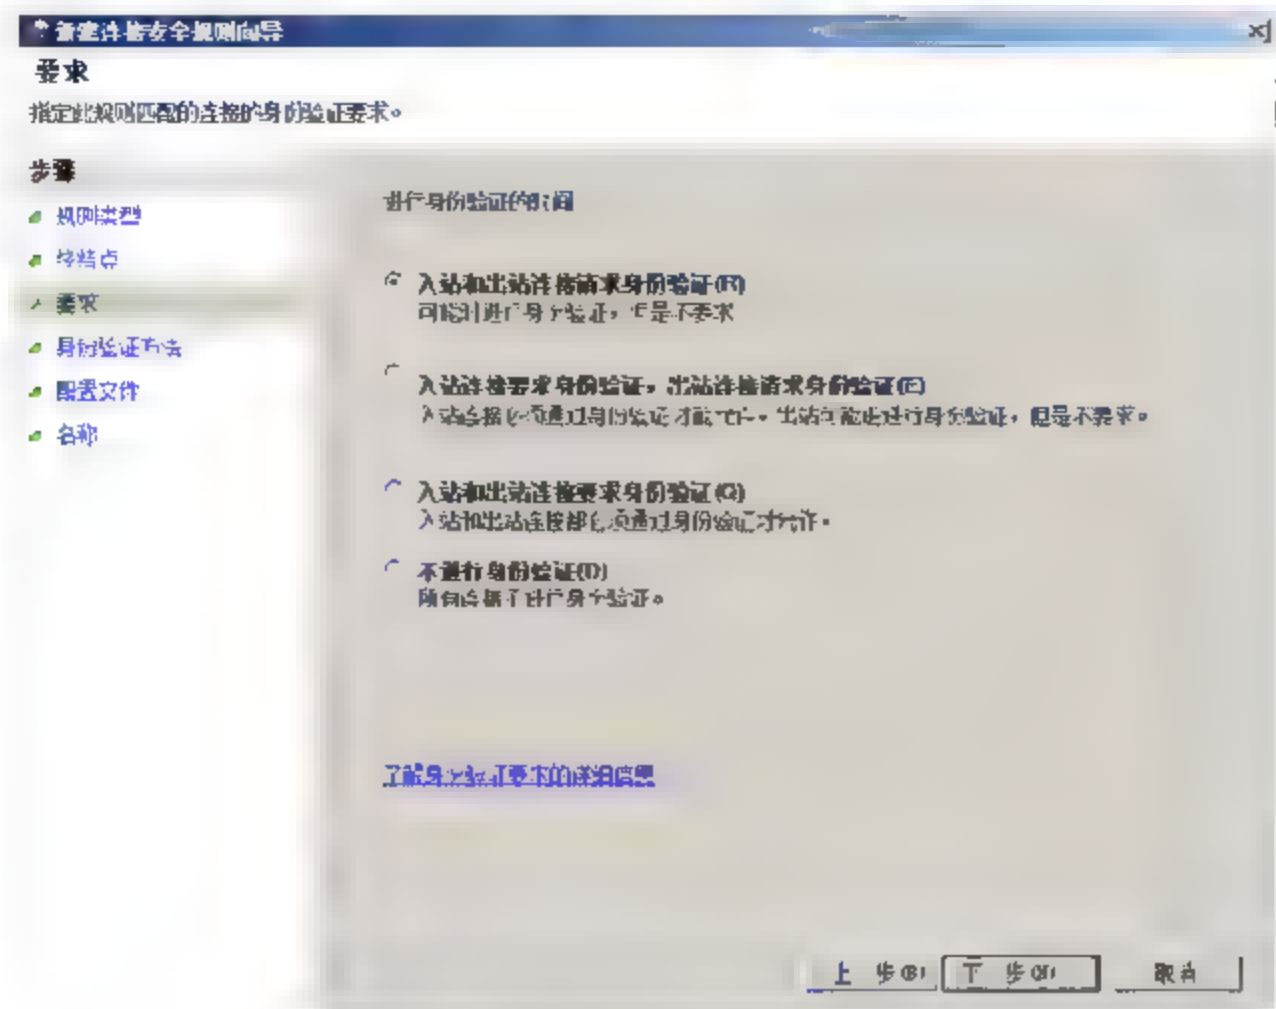 新建连接安全规则向导
要求
指定此规则匹配的连接的身份验证要求。
步骤
规则类型
终结点
要求
身份验证方法
配置文件
名称
进行身份验证的时间
入站和出站连接请求身份验证(R)
可能时进行身份验证，但是不要求
入站连接要求身份验证，出站连接请求身份验证(E)
入站连接必须通过身份验证才能允许。出站可能时进行身份验证，但是不要求。
入站和出站连接要求身份验证(Q)
入站和出站连接都必须通过身份验证才允许。
不进行身份验证(D)
所有连接不进行身份验证。
了解身份验证要求的详细信息
上一步(B)
下一步(N)
取消